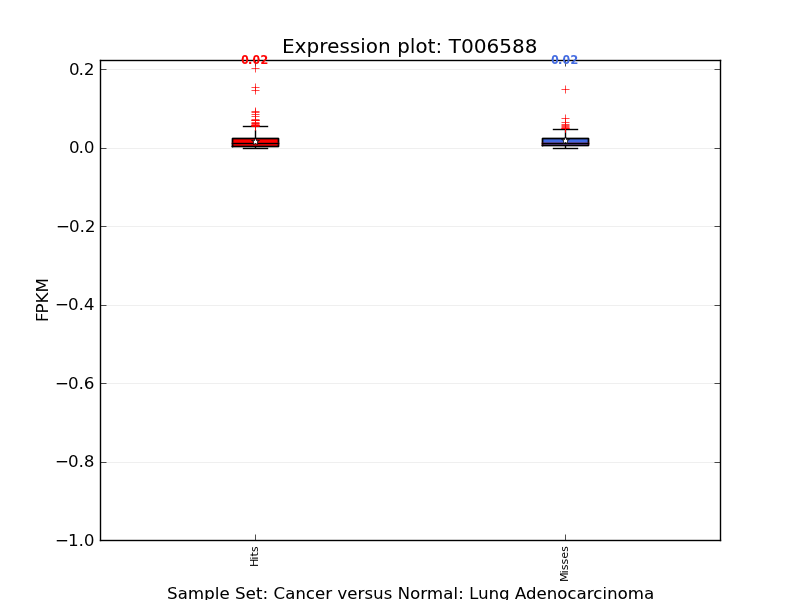 Expression plot: T006588
0.02
0.02
0.2
0.0
−0.2
−0.4
−0.6
−0.8
−1.0
FPKM
Hits
Misses
Sample Set: Cancer versus Normal: Lung Adenocarcinoma